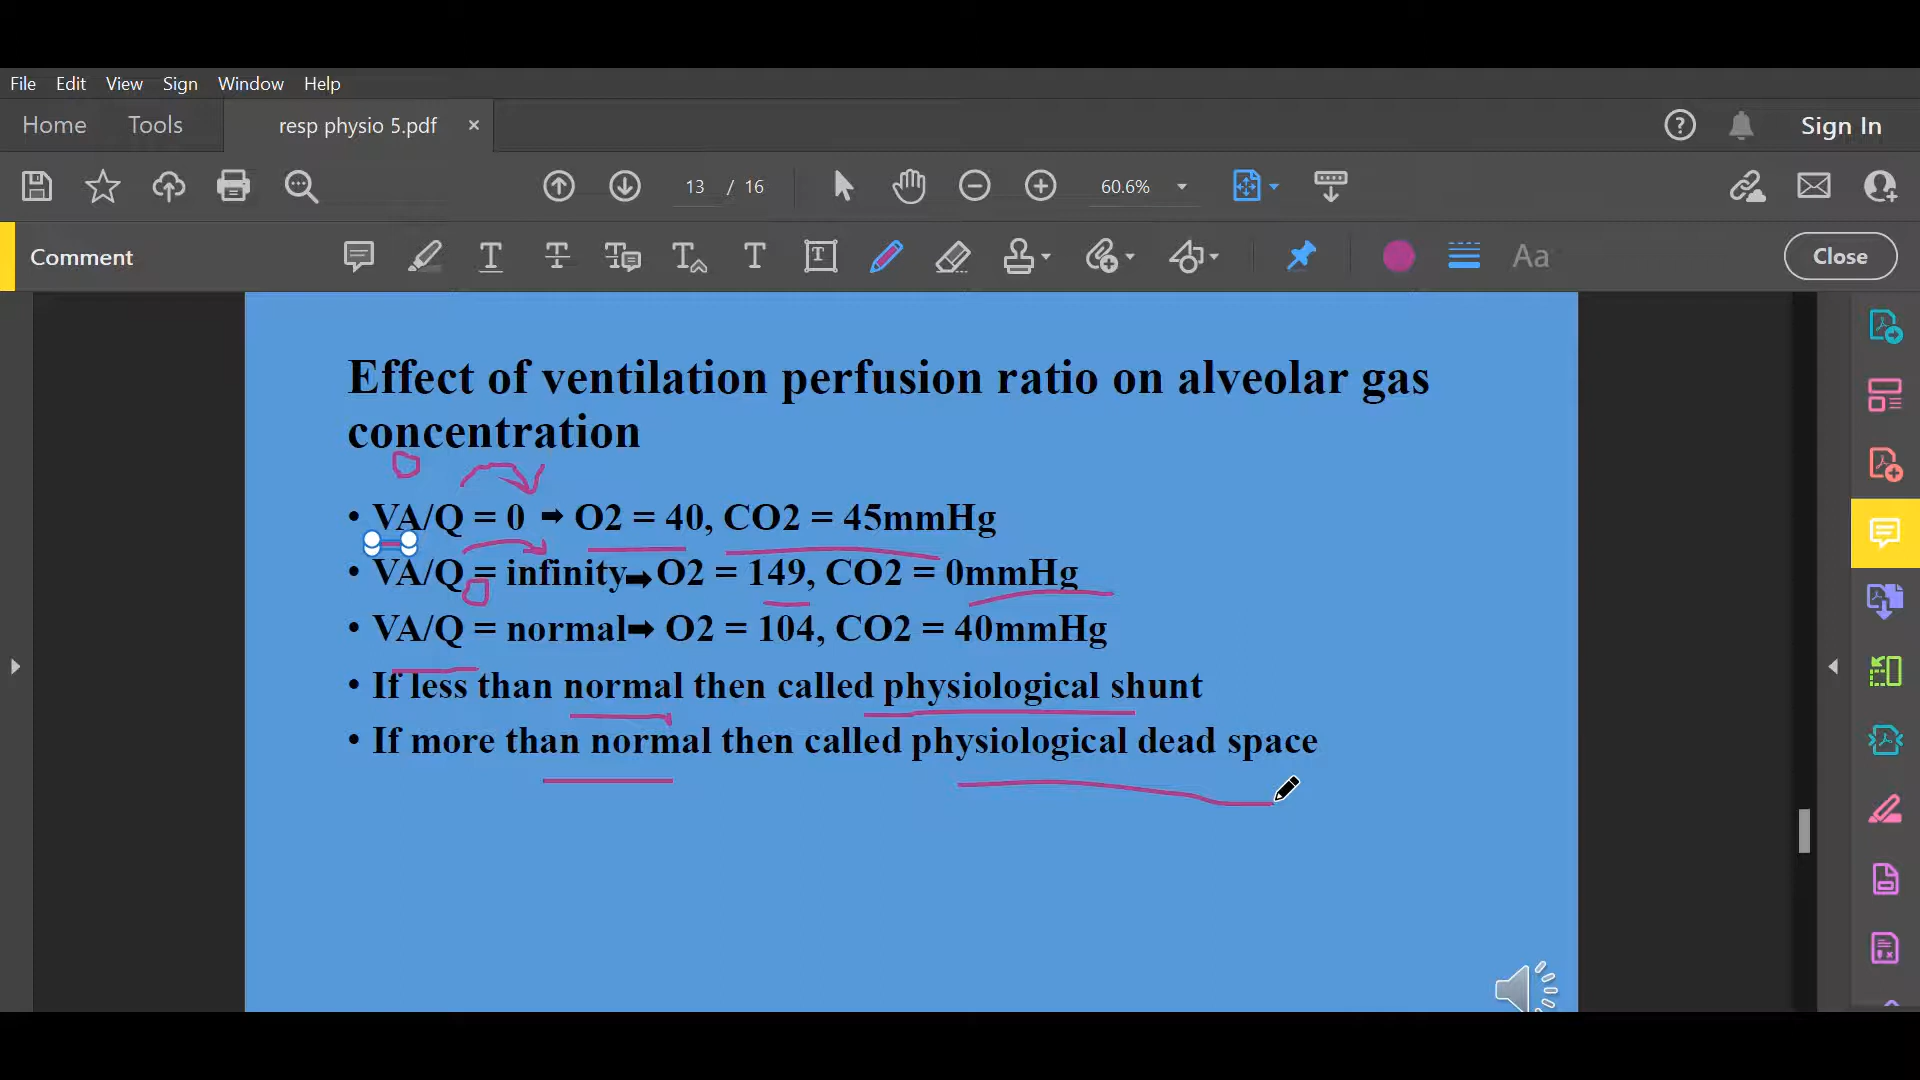 File Edit View Sign Window Help
Home Tools resp physio 5.pdf × Sign In
13 / 16 60.6%
Comment Aa Close
Effect of ventilation perfusion ratio on alveolar gas
concentration
• VA/Q = 0 ➡ O2 = 40, CO2 = 45mmHg
• VA/Q = infinity➡O2 = 149, CO2 = 0mmHg
• VA/Q = normal➡ O2 = 104, CO2 = 40mmHg
• If less than normal then called physiological shunt
• If more than normal then called physiological dead space